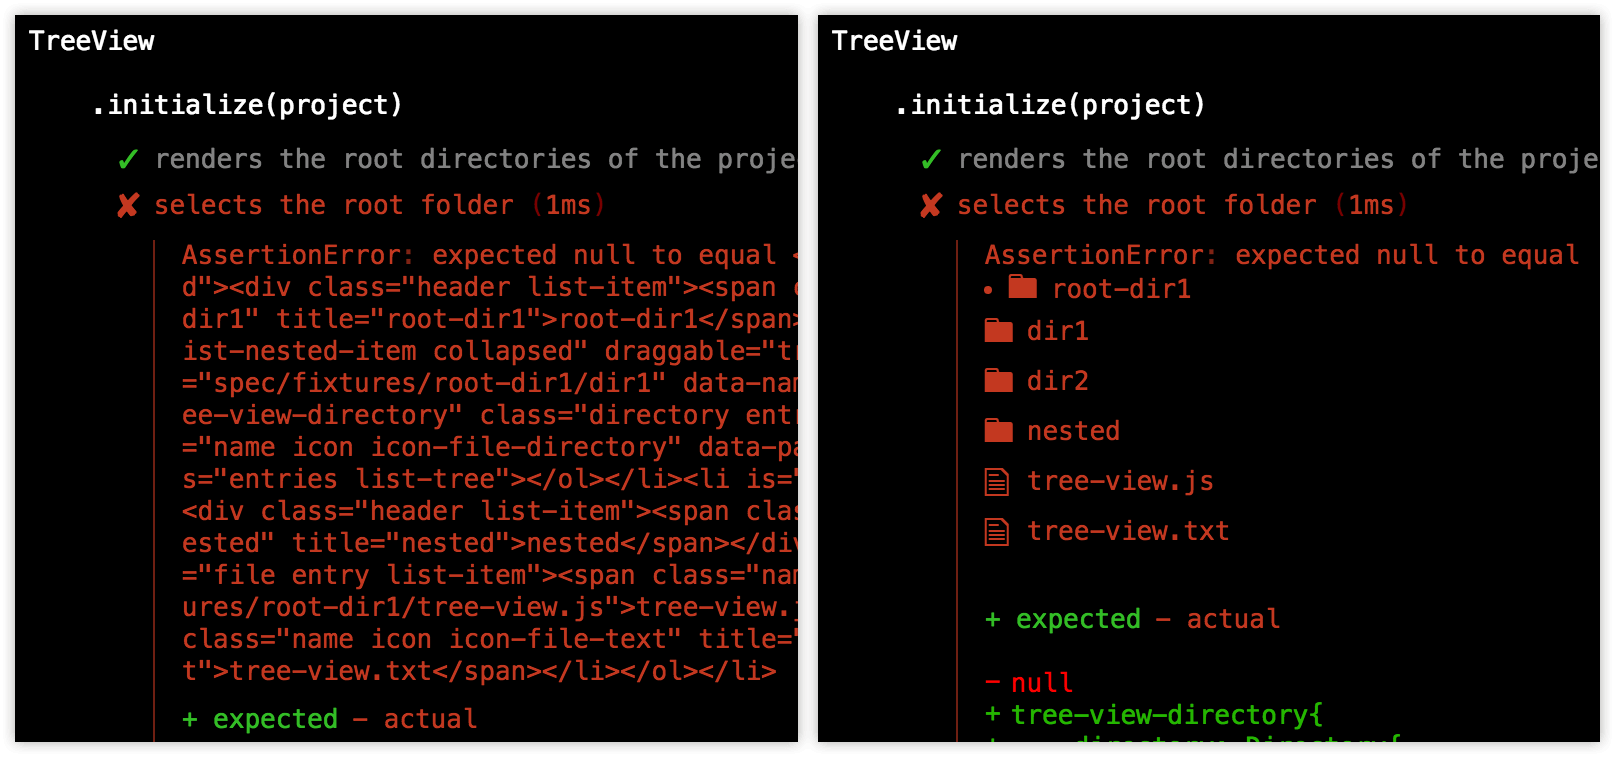 TreeView
.initialize(project)
✓ renders the root directories of the proje
✘ selects the root folder (1ms)
AssertionError: expected null to equal <
d"><div class="header list-item"><span c
dir1" title="root-dir1">root-dir1</span>
ist-nested-item collapsed" draggable="tr
="spec/fixtures/root-dir1/dir1" data-nam
ee-view-directory" class="directory entr
="name icon icon-file-directory" data-pa
s="entries list-tree"></ol></li><li is="
<div class="header list-item"><span clas
ested" title="nested">nested</span></div
="file entry list-item"><span class="nam
ures/root-dir1/tree-view.js">tree-view.j
class="name icon icon-file-text" title="
t">tree-view.txt</span></li></ol></li>
+ expected - actual
TreeView
.initialize(project)
✓ renders the root directories of the proje
✘ selects the root folder (1ms)
AssertionError: expected null to equal
• root-dir1
dir1
dir2
nested
tree-view.js
tree-view.txt
+ expected - actual
-null
+tree-view-directory{
+ directory: Directory{